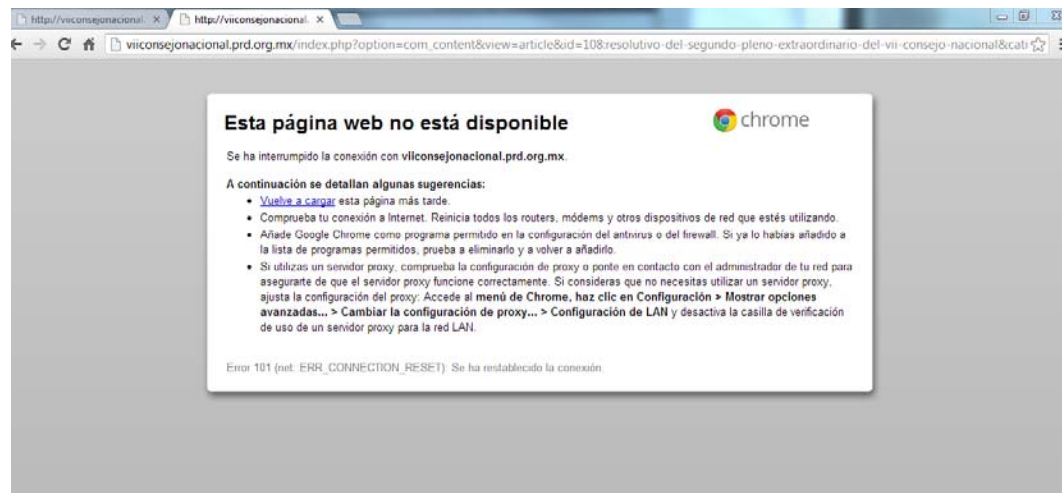 http://viiconsejonacional. ×
http://viiconsejonacional. ×
viiconsejonacional.prd.org.mx/index.php?option=com_content&view=article&id=108:resolutivo-del-segundo-pleno-extraordinario-del-vii-consejo-nacional&cati
Esta página web no está disponible
chrome
Se ha interrumpido la conexión con viiconsejonacional.prd.org.mx.
A continuación se detallan algunas sugerencias:
• Vuelve a cargar esta página más tarde.
• Comprueba tu conexión a Internet. Reinicia todos los routers, módems y otros dispositivos de red que estés utilizando.
• Añade Google Chrome como programa permitido en la configuración del antivirus o del firewall. Si ya lo habías añadido a
la lista de programas permitidos, prueba a eliminarlo y a volver a añadirlo.
• Si utilizas un servidor proxy, comprueba la configuración de proxy o ponte en contacto con el administrador de tu red para
asegurarte de que el servidor proxy funcione correctamente. Si consideras que no necesitas utilizar un servidor proxy,
ajusta la configuración del proxy: Accede al menú de Chrome, haz clic en Configuración > Mostrar opciones
avanzadas... > Cambiar la configuración de proxy... > Configuración de LAN y desactiva la casilla de verificación
de uso de un servidor proxy para la red LAN.
Error 101 (net::ERR_CONNECTION_RESET): Se ha restablecido la conexión.